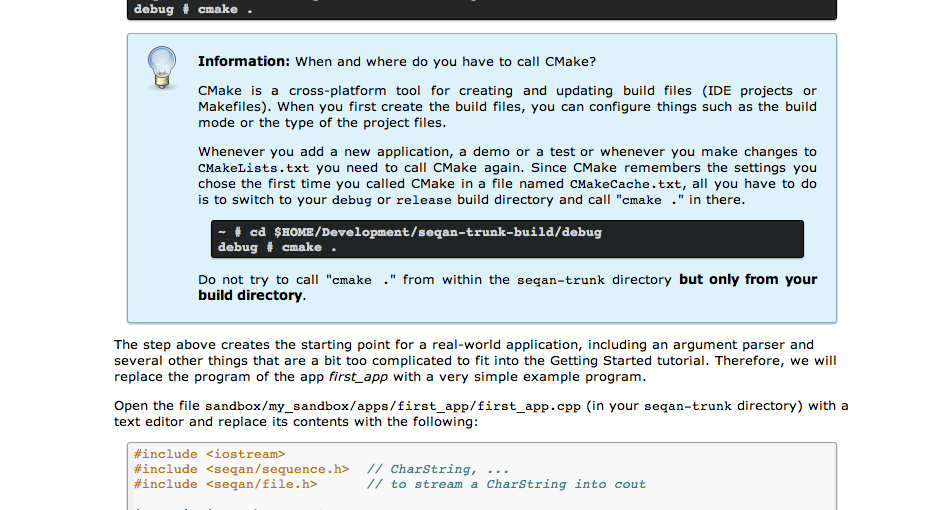 debug # cmake .
Information: When and where do you have to call CMake?
CMake is a cross-platform tool for creating and updating build files (IDE projects or
Makefiles). When you first create the build files, you can configure things such as the build
mode or the type of the project files.
Whenever you add a new application, a demo or a test or whenever you make changes to
CMakeLists.txt you need to call CMake again. Since CMake remembers the settings you
chose the first time you called CMake in a file named CMakeCache.txt, all you have to do
is to switch to your debug or release build directory and call "cmake ." in there.
~ # cd $HOME/Development/seqan-trunk-build/debug
debug # cmake .
Do not try to call "cmake ." from within the seqan-trunk directory but only from your
build directory.
The step above creates the starting point for a real-world application, including an argument parser and
several other things that are a bit too complicated to fit into the Getting Started tutorial. Therefore, we will
replace the program of the app first_app with a very simple example program.
Open the file sandbox/my_sandbox/apps/first_app/first_app.cpp (in your seqan-trunk directory) with a
text editor and replace its contents with the following:
#include <iostream>
#include <seqan/sequence.h> // CharString, ...
#include <seqan/file.h> // to stream a CharString into cout